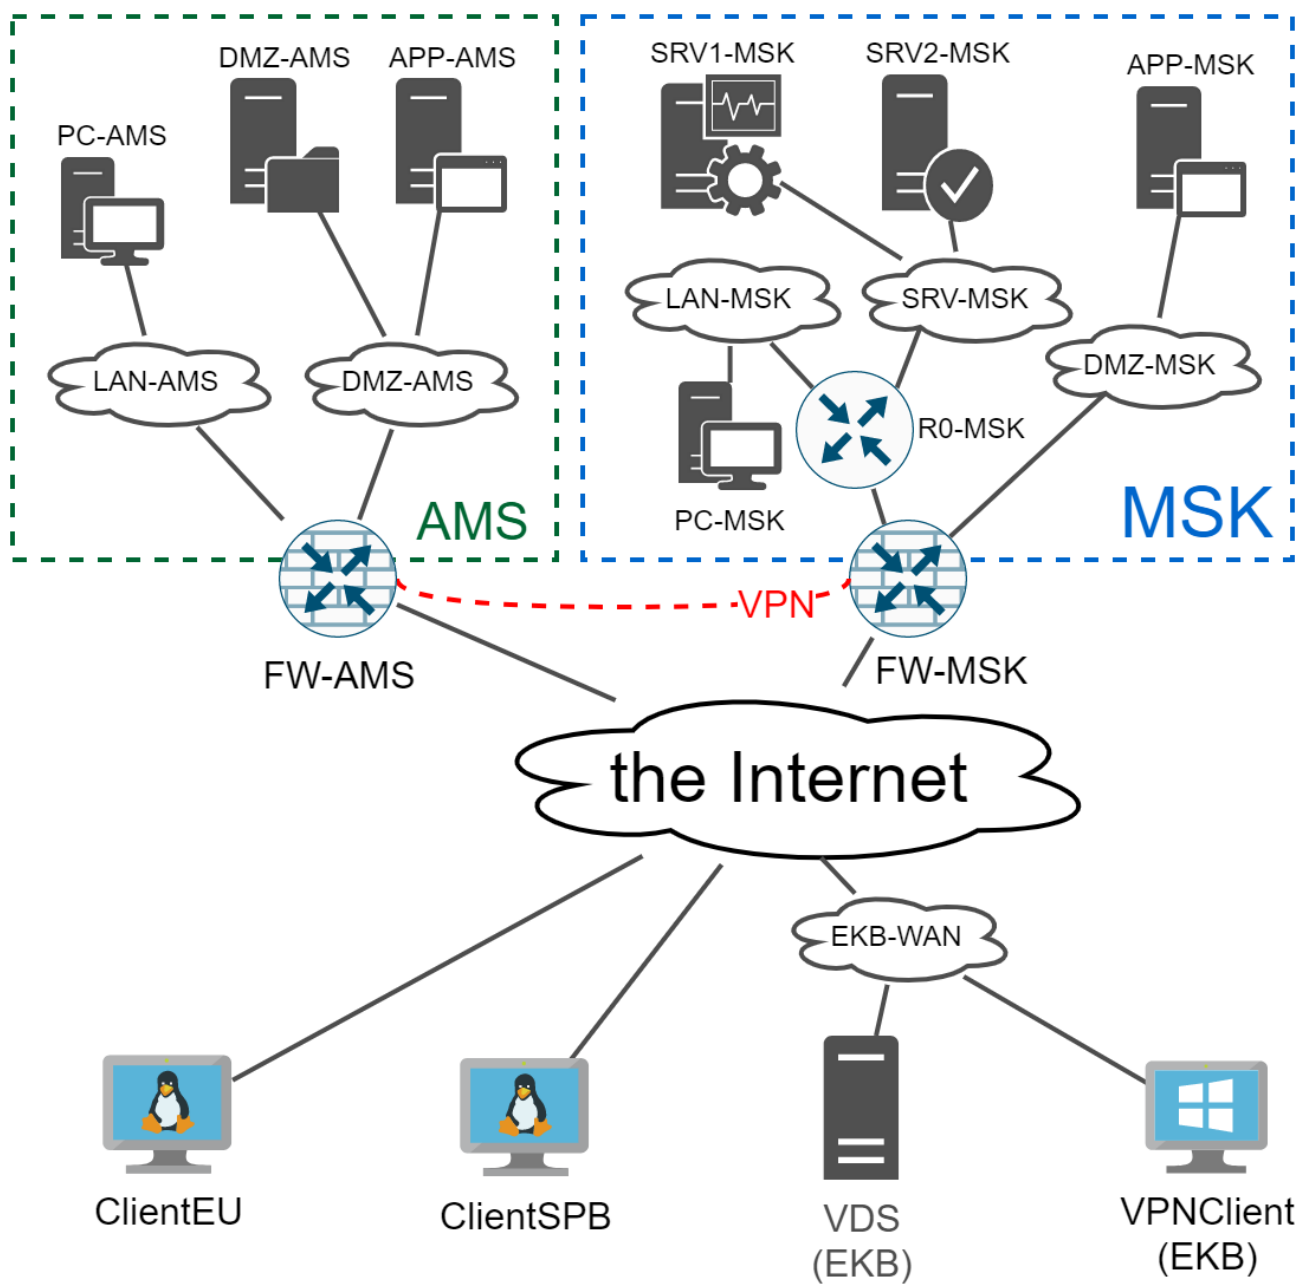 DMZ-AMS
APP-AMS
PC-AMS
LAN-AMS
DMZ-AMS
AMS
SRV1-MSK
SRV2-MSK
APP-MSK
LAN-MSK
SRV-MSK
DMZ-MSK
R0-MSK
PC-MSK
MSK
VPN
FW-AMS
FW-MSK
the Internet
EKB-WAN
ClientEU
ClientSPB
VDS
(EKB)
VPNClient
(EKB)